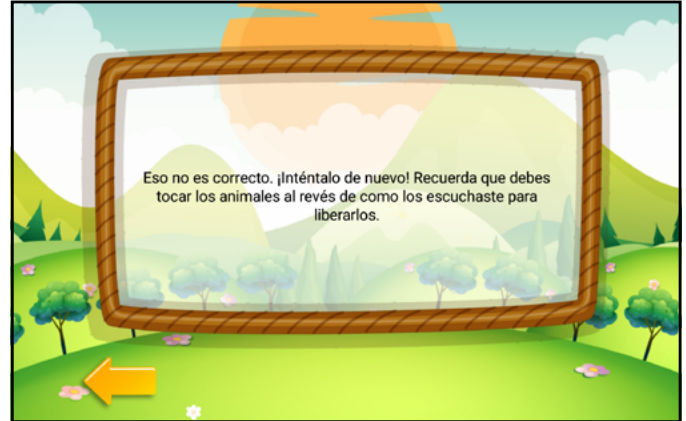 Eso no es correcto. ¡Inténtalo de nuevo! Recuerda que debes
tocar los animales al revés de como los escuchaste para
liberarlos.